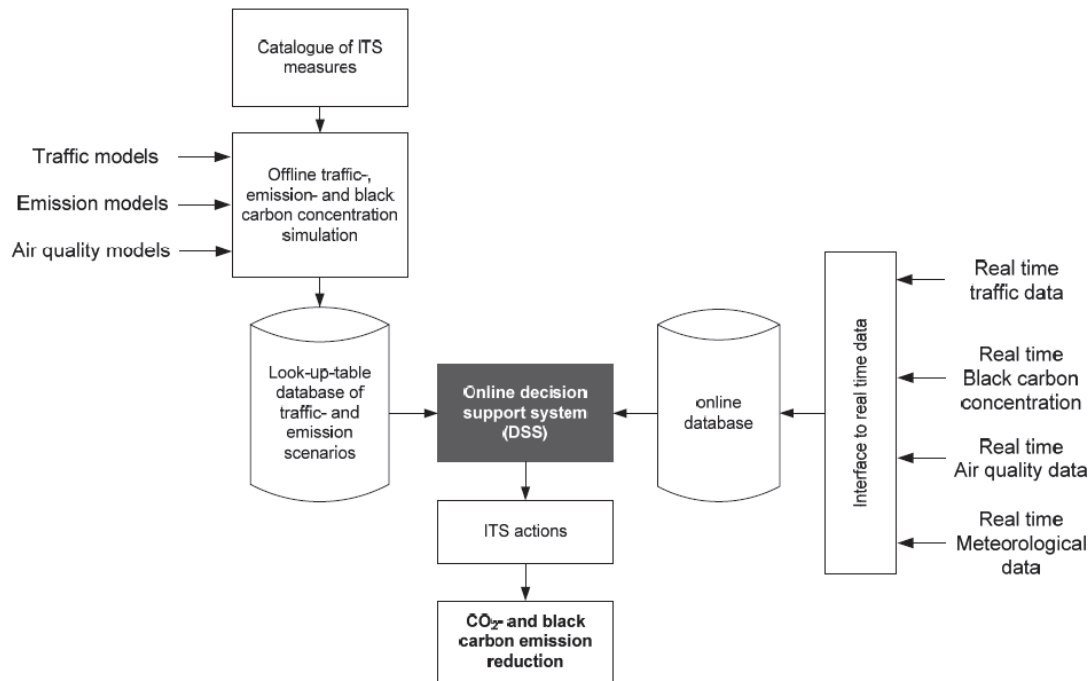 Catalogue of ITS
measures
Traffic models
Emission models
Air quality models
Offline traffic-,
emission- and black
carbon concentration
simulation
Look-up-table
database of
traffic- and
emission
scenarios
Online decision
support system
(DSS)
online
database
Interface to real time data
Real time
traffic data
Real time
Black carbon
concentration
Real time
Air quality data
Real time
Meteorological
data
ITS actions
CO₂- and black
carbon emission
reduction